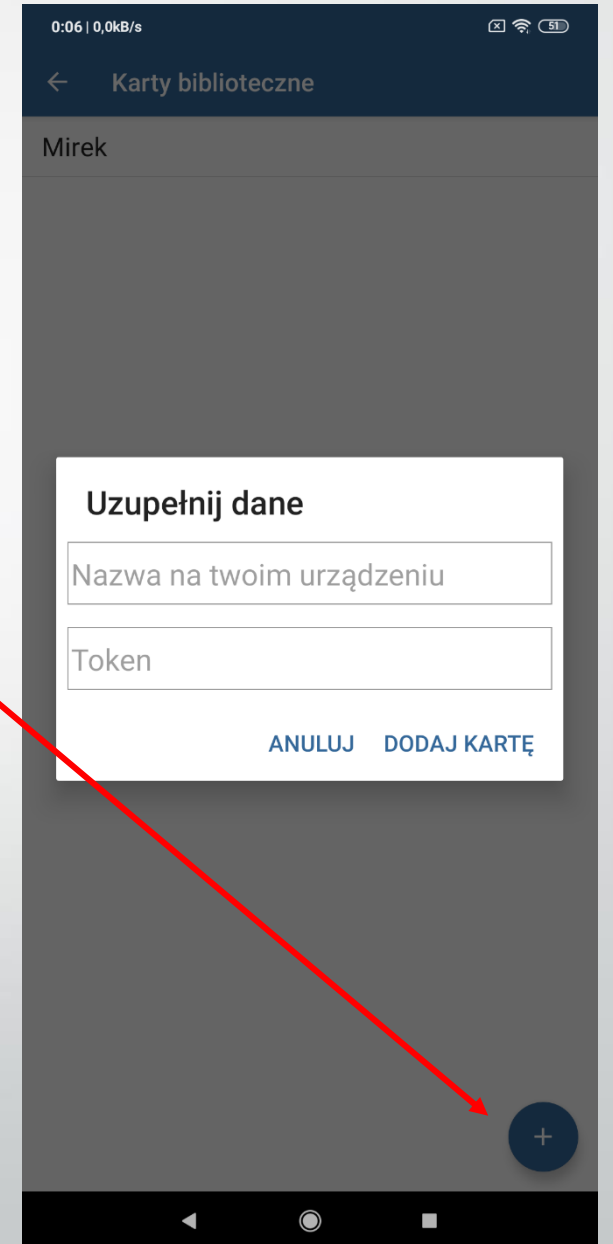 0:06 | 0,0kB/s 51
Karty biblioteczne
Mirek
Uzupełnij dane
Nazwa na twoim urządzeniu
Token
ANULUJ DODAJ KARTĘ
+